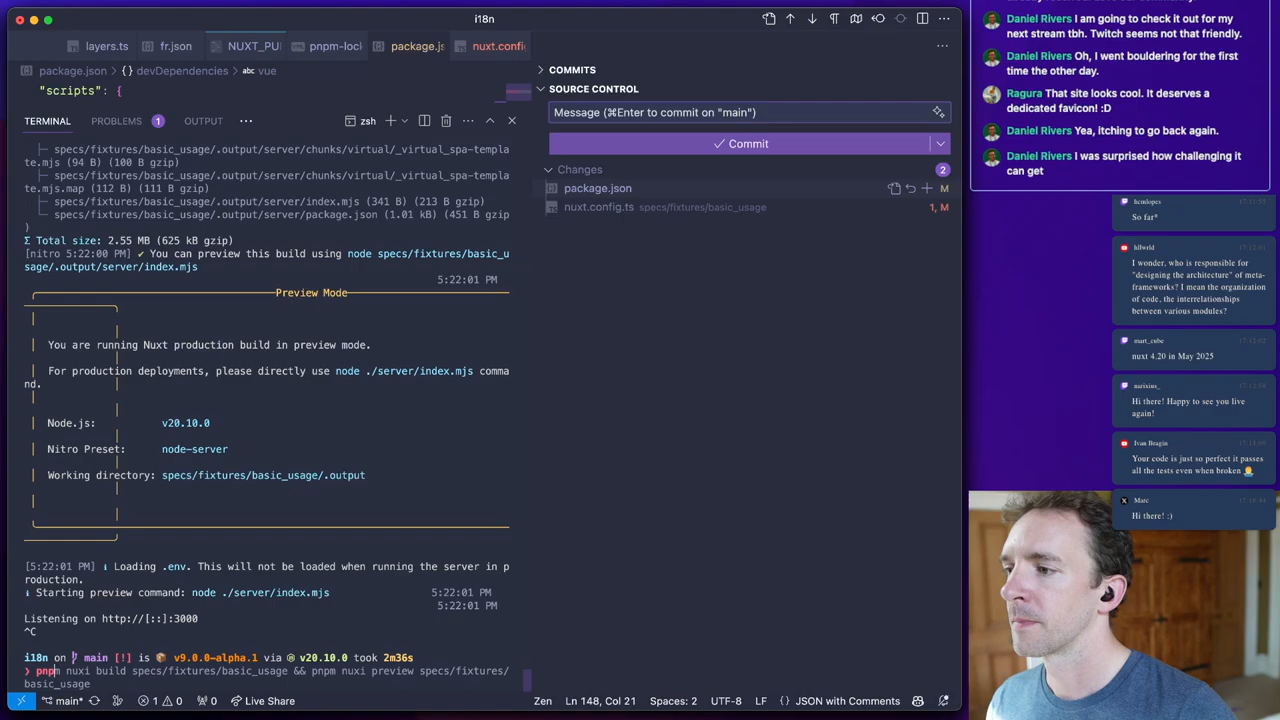 i18n
layers.ts
fr.json
NUXT_PU
pnpm-loc
package.js
nuxt.confi
package.json
devDependencies
abc vue
"scripts": {
TERMINAL
PROBLEMS 1
OUTPUT
zsh
specs/fixtures/basic_usage/.output/server/chunks/virtual/_virtual_spa-templa
te.mjs (94 B) (100 B gzip)
specs/fixtures/basic_usage/.output/server/chunks/virtual/_virtual_spa-templa
te.mjs.map (112 B) (111 B gzip)
specs/fixtures/basic_usage/.output/server/index.mjs (341 B) (213 B gzip)
specs/fixtures/basic_usage/.output/server/package.json (1.01 kB) (451 B gzip
)
Σ Total size: 2.55 MB (625 kB gzip)
[nitro 5:22:00 PM] ✔ You can preview this build using node specs/fixtures/basic_u
sage/.output/server/index.mjs
5:22:01 PM
Preview Mode
You are running Nuxt production build in preview mode.
For production deployments, please directly use node ./server/index.mjs comma
nd.
Node.js: v20.10.0
Nitro Preset: node-server
Working directory: specs/fixtures/basic_usage/.output
[5:22:01 PM] ℹ Loading .env. This will not be loaded when running the server in p
roduction.
ℹ Starting preview command: node ./server/index.mjs 5:22:01 PM
5:22:01 PM
Listening on http://[::]:3000
^C
i18n on main [!] is 📦 v9.0.0-alpha.1 via v20.10.0 took 2m36s
❯ pnpm nuxi build specs/fixtures/basic_usage && pnpm nuxi preview specs/fixtures/
basic_usage
main*
1 0
0
Live Share
Zen
Ln 148, Col 21
Spaces: 2
UTF-8
LF
JSON with Comments
COMMITS
SOURCE CONTROL
Message (⌘Enter to commit on "main")
Commit
Changes 2
package.json M
nuxt.config.ts specs/fixtures/basic_usage 1, M
Daniel Rivers I am going to check it out for my
next stream tbh. Twitch seems not that friendly.
Daniel Rivers Oh, I went bouldering for the first
time the other day.
Ragura That site looks cool. It deserves a
dedicated favicon! :D
Daniel Rivers Yea, itching to go back again.
Daniel Rivers I was surprised how challenging it
can get
So far*
I wonder, who is responsible for
"designing the architecture" of meta-
frameworks? I mean the organization
of code, the interrelationships
between various modules?
mart_cube
nuxt 4.20 in May 2025
Hi there! Happy to see you live
again!
Ivan Bragin
Your code is just so perfect it passes
all the tests even when broken
Marc
Hi there! :)